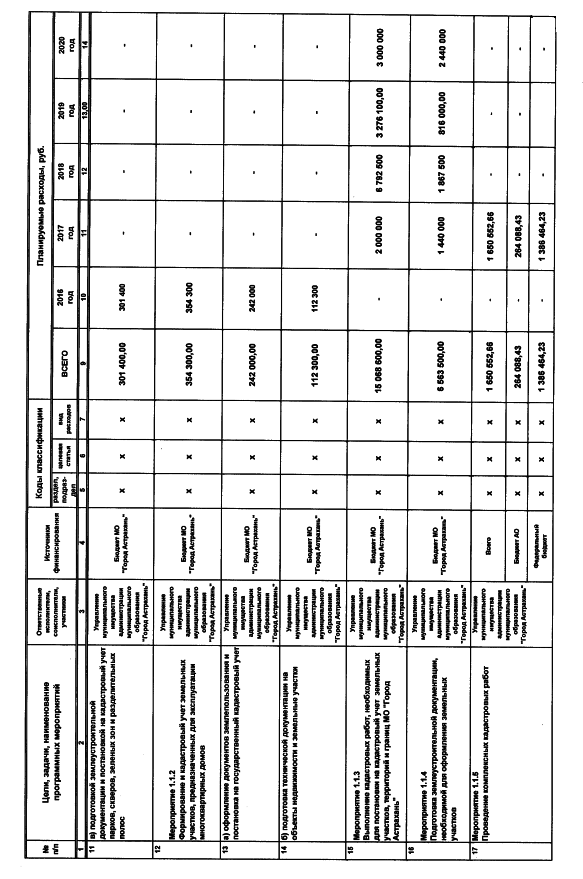 № п/п
Цели, задачи, наименование программных мероприятий
Ответственные исполнители, соисполнители, участники
Источники финансирования
Коды классификации
раздел, подраз-дел
целевая статья
вид расходов
Планируемые расходы, руб.
ВСЕГО
2016 год
2017 год
2018 год
2019 год
2020 год
1 2 3 4 5 6 7 9 10 11 12 13,00 14
11
в) подготовкой землеустроительной
документации и постановкой на кадастровый учет
парков, скверов, зеленых зон и разделительных
полос
Управление
муниципального
имущества
администрации
муниципального
образования
"Город Астрахань"
Бюджет МО
"Город Астрахань"
х х х 301 400,00 301 400 - - - -
12
Мероприятие 1.1.2
Формирование и кадастровый учет земельных
участков, предназначенных для эксплуатации
многоквартирных домов
Управление
муниципального
имущества
администрации
муниципального
образования
"Город Астрахань"
Бюджет МО
"Город Астрахань"
х х х 354 300,00 354 300 - - - -
13
а) оформление документов землепользования и
постановка на государственный кадастровый учет
Управление
муниципального
имущества
администрации
муниципального
образования
"Город Астрахань"
Бюджет МО
"Город Астрахань"
х х х 242 000,00 242 000 - - - -
14
б) подготовка технической документации на
объекты недвижимости и земельные участки
Управление
муниципального
имущества
администрации
муниципального
образования
"Город Астрахань"
Бюджет МО
"Город Астрахань"
х х х 112 300,00 112 300 - - - -
15
Мероприятие 1.1.3
Выполнение кадастровых работ, необходимых
для постановки на кадастровый учет земельных
участков, территорий и границ МО "Город
Астрахань"
Управление
муниципального
имущества
администрации
муниципального
образования
"Город Астрахань"
Бюджет МО
"Город Астрахань"
х х х 15 068 600,00 - 2 000 000 6 792 500 3 276 100,00 3 000 000
16
Мероприятие 1.1.4
Подготовка землеустроительной документации,
необходимой для оформления земельных
участков
Управление
муниципального
имущества
администрации
муниципального
образования
"Город Астрахань"
Бюджет МО
"Город Астрахань"
х х х 6 563 500,00 - 1 440 000 1 867 500 816 000,00 2 440 000
17
Мероприятие 1.1.5
Проведение комплексных кадастровых работ
Управление
муниципального
имущества
администрации
муниципального
образования
"Город Астрахань"
Всего х х х 1 650 552,66 - 1 650 552,66 - - -
Бюджет АО х х х 264 088,43 - 264 088,43 - - -
Федеральный бюджет х х х 1 386 464,23 - 1 386 464,23 - - -